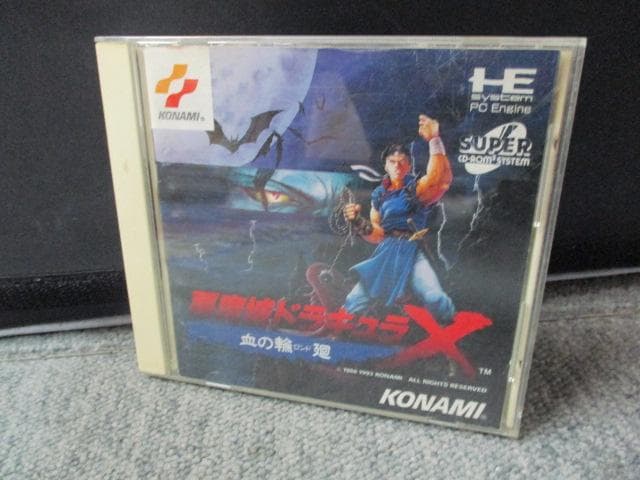 KONAMI®
HE
system
PC Engine
SUPER
CD-ROM² SYSTEM
悪魔城ドラキュラX
血の輪廻
ロンド
™
© 1986 1993 KONAMI ALL RIGHTS RESERVED
KONAMI